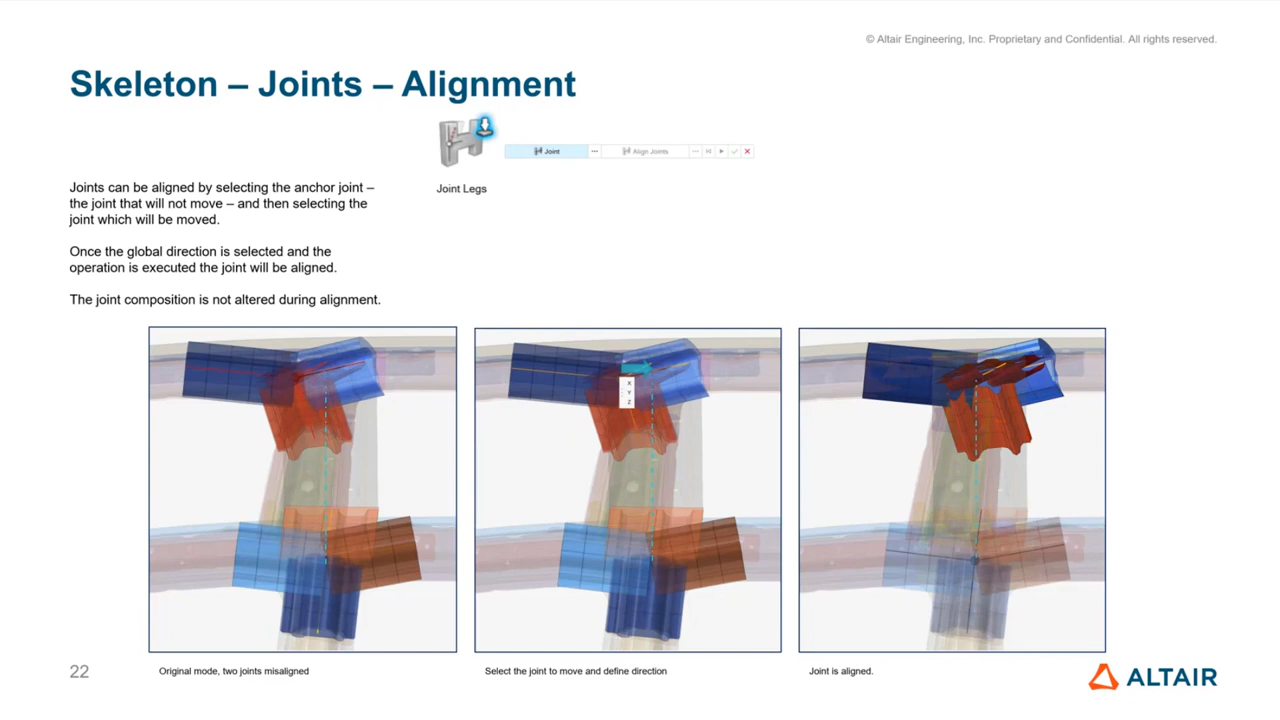 © Altair Engineering, Inc. Proprietary and Confidential. All rights reserved.
Skeleton – Joints – Alignment
Joint
Align Joints
Joint Legs
Joints can be aligned by selecting the anchor joint –
the joint that will not move – and then selecting the
joint which will be moved.
Once the global direction is selected and the
operation is executed the joint will be aligned.
The joint composition is not altered during alignment.
X
Y
Z
Original mode, two joints misaligned
Select the joint to move and define direction
Joint is aligned.
22
ALTAIR